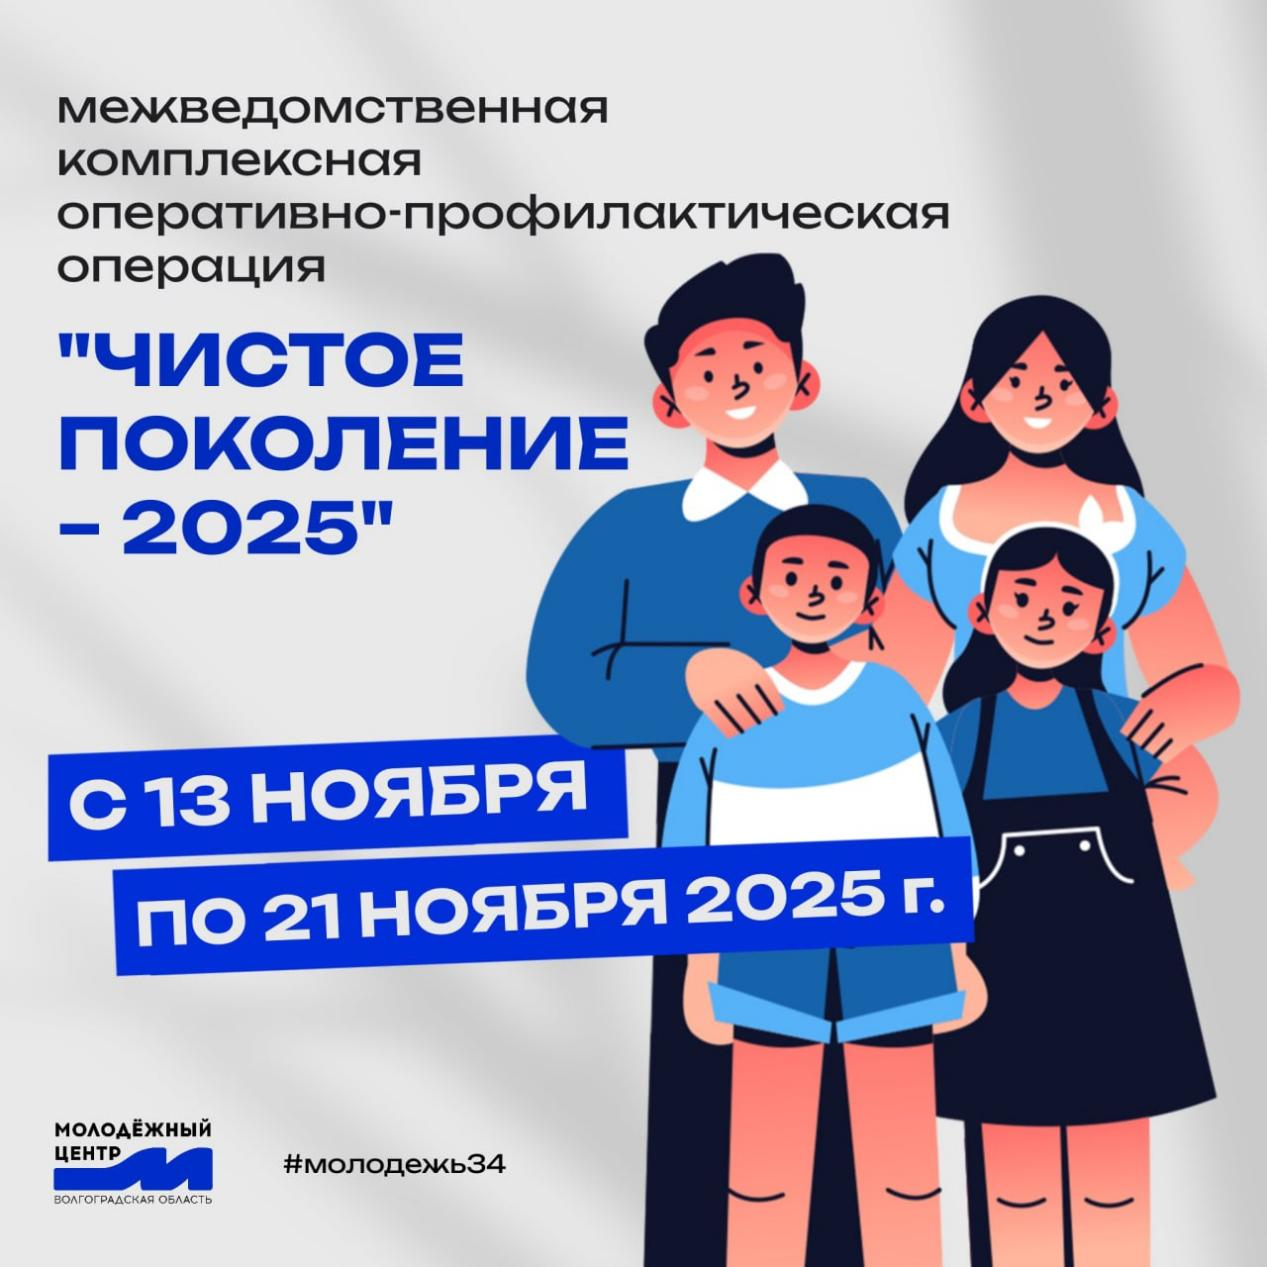 межведомственная
комплексная
оперативно-профилактическая
операция
"ЧИСТОЕ
ПОКОЛЕНИЕ
– 2025"
С 13 НОЯБРЯ
ПО 21 НОЯБРЯ 2025 г.
МОЛОДЁЖНЫЙ
ЦЕНТР
ВОЛГОГРАДСКАЯ ОБЛАСТЬ
#молодежь34